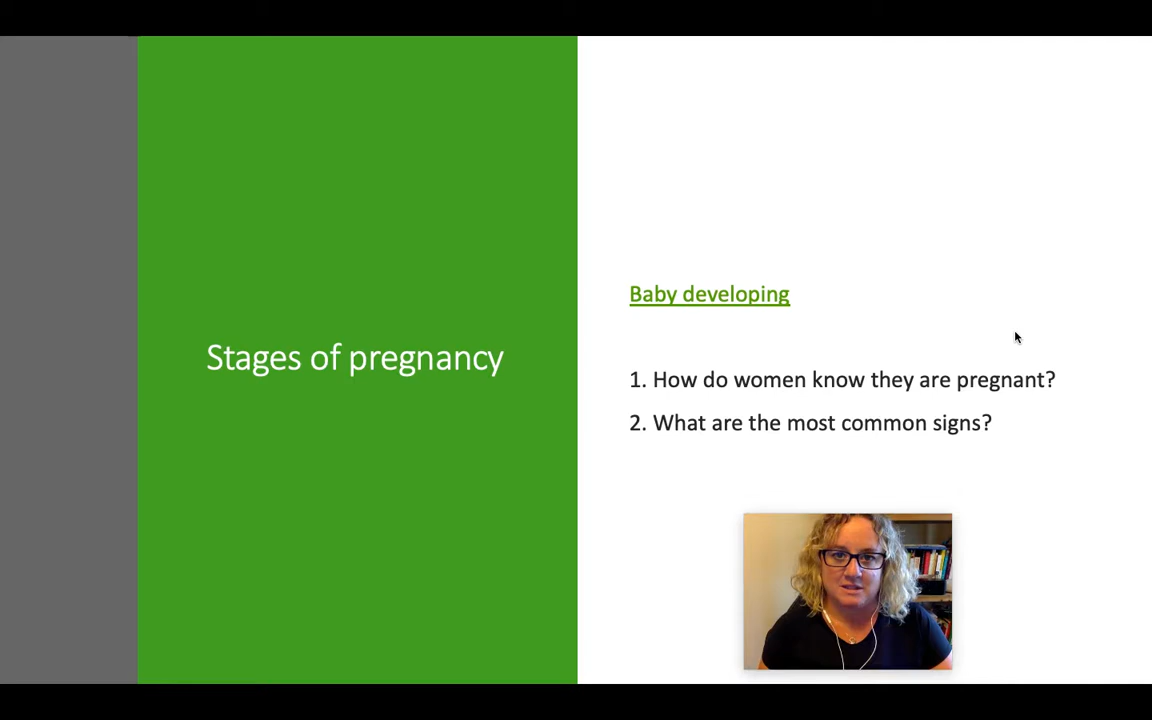 Stages of pregnancy
Baby developing
1. How do women know they are pregnant?
2. What are the most common signs?